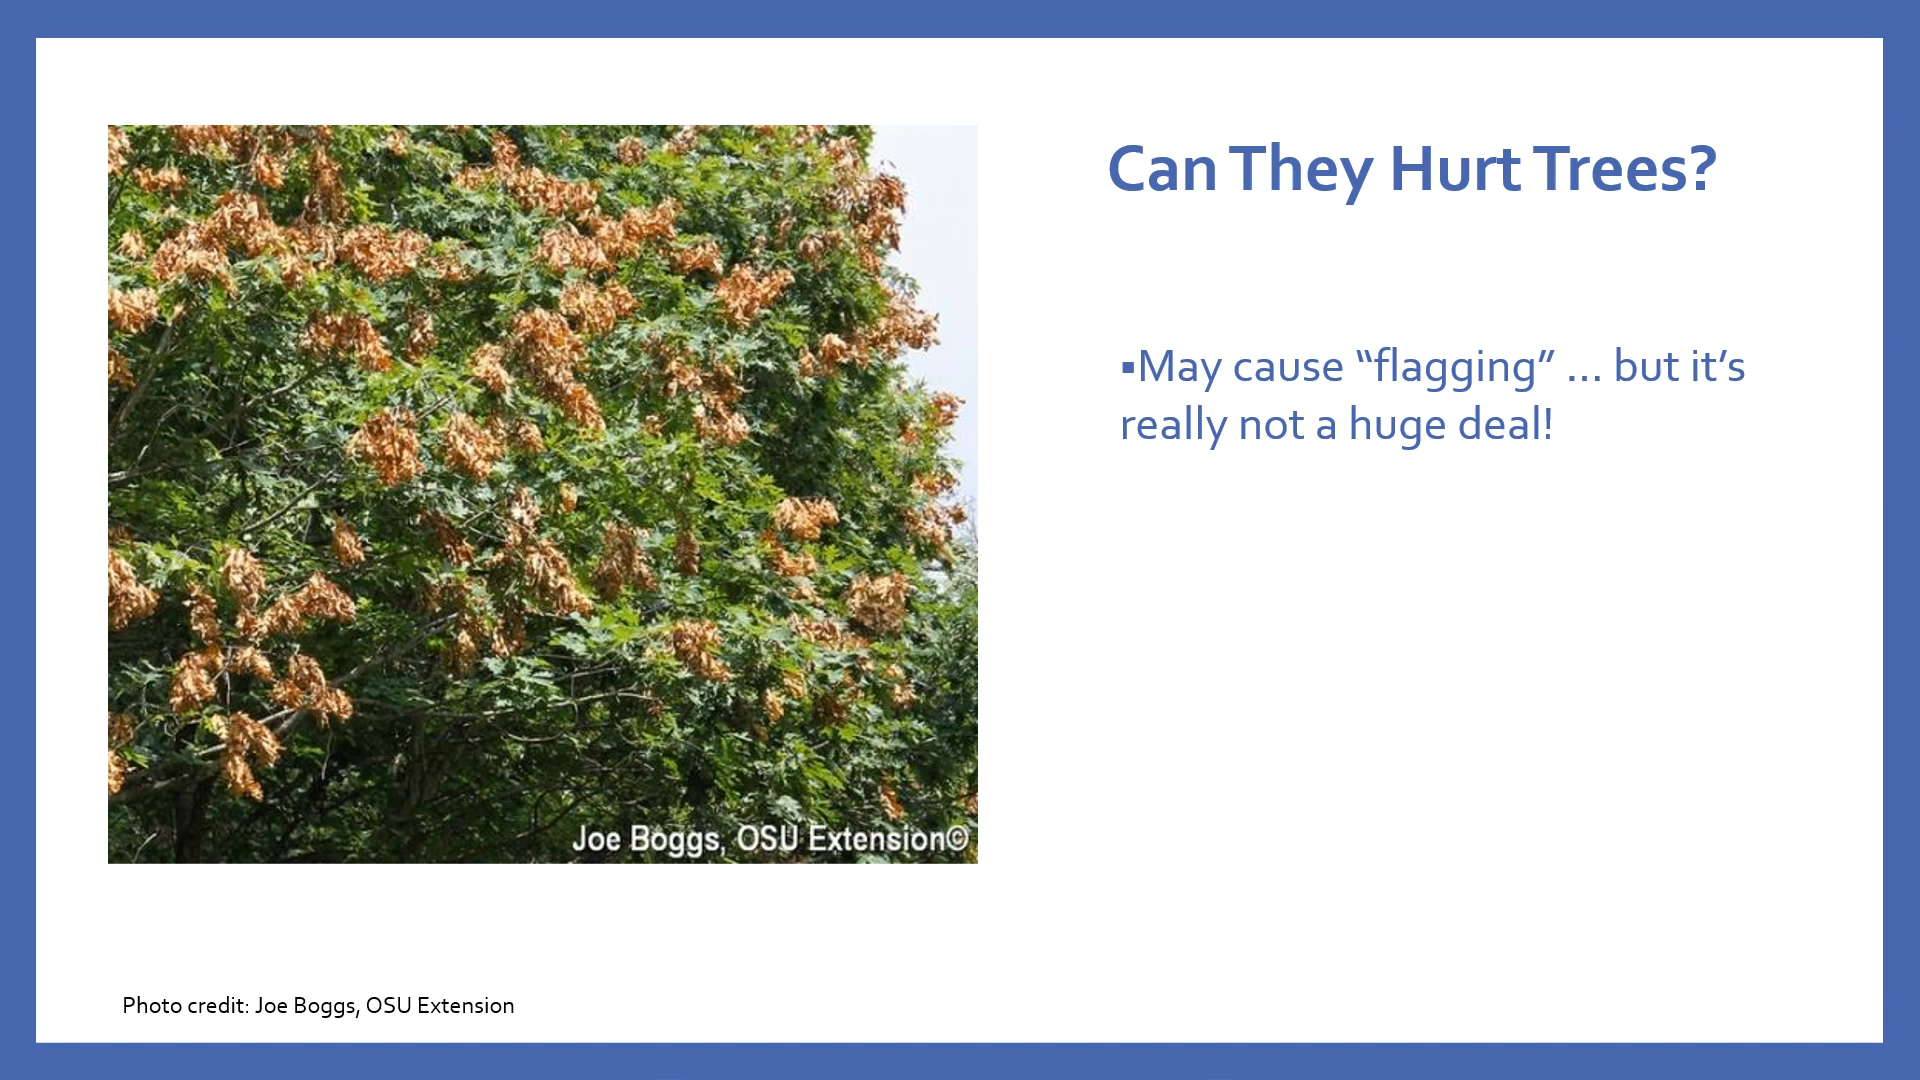 Can They Hurt Trees?
▪May cause “flagging” ... but it’s
really not a huge deal!
Joe Boggs, OSU Extension©
Photo credit: Joe Boggs, OSU Extension